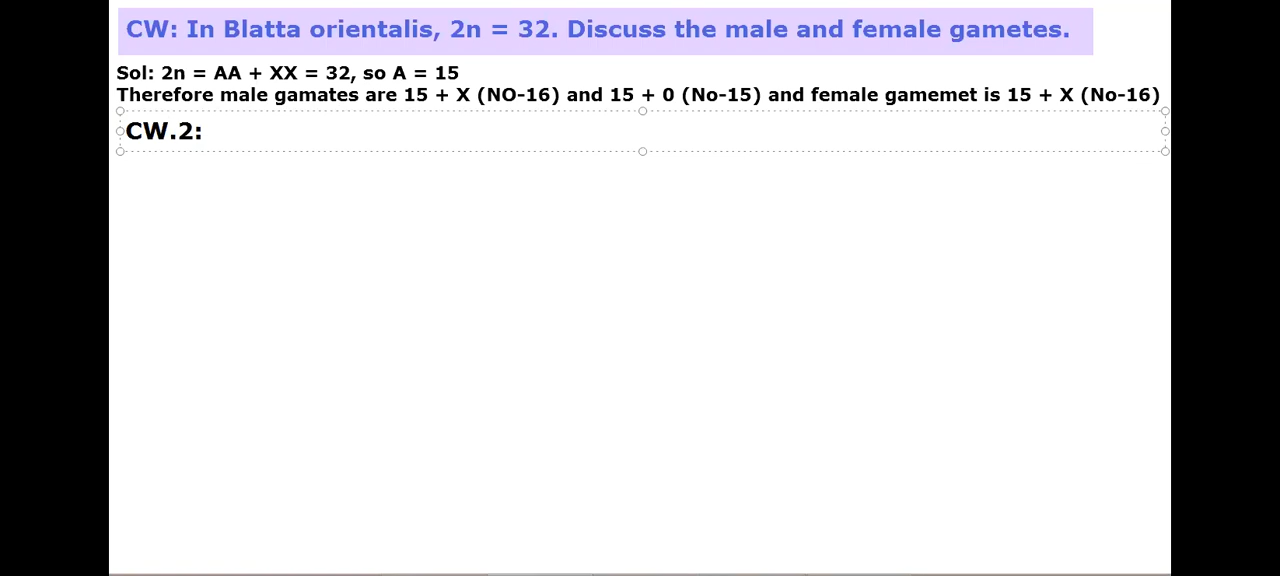 CW: In Blatta orientalis, 2n = 32. Discuss the male and female gametes.
Sol: 2n = AA + XX = 32, so A = 15
Therefore male gamates are 15 + X (NO-16) and 15 + 0 (No-15) and female gamemet is 15 + X (No-16)
CW.2: